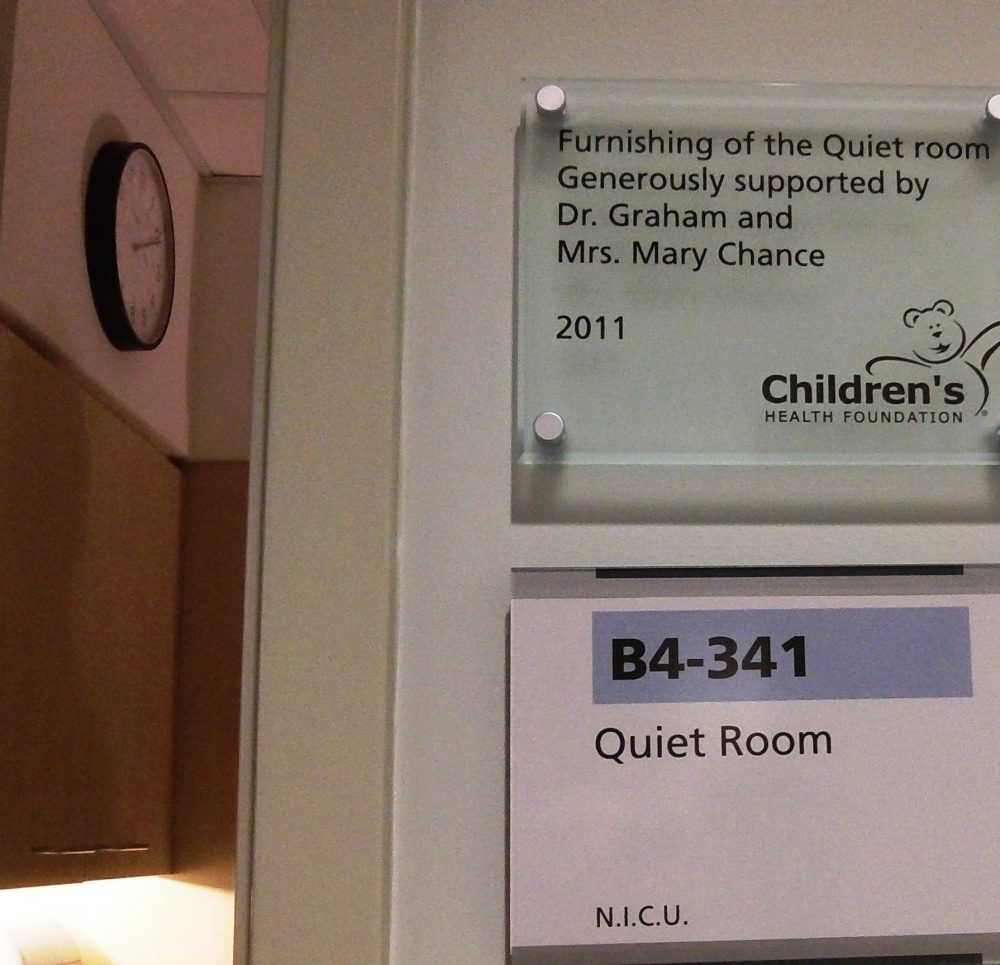 Furnishing of the Quiet room
Generously supported by
Dr. Graham and
Mrs. Mary Chance
2011
Children's
HEALTH FOUNDATION
B4-341
Quiet Room
N.I.C.U.